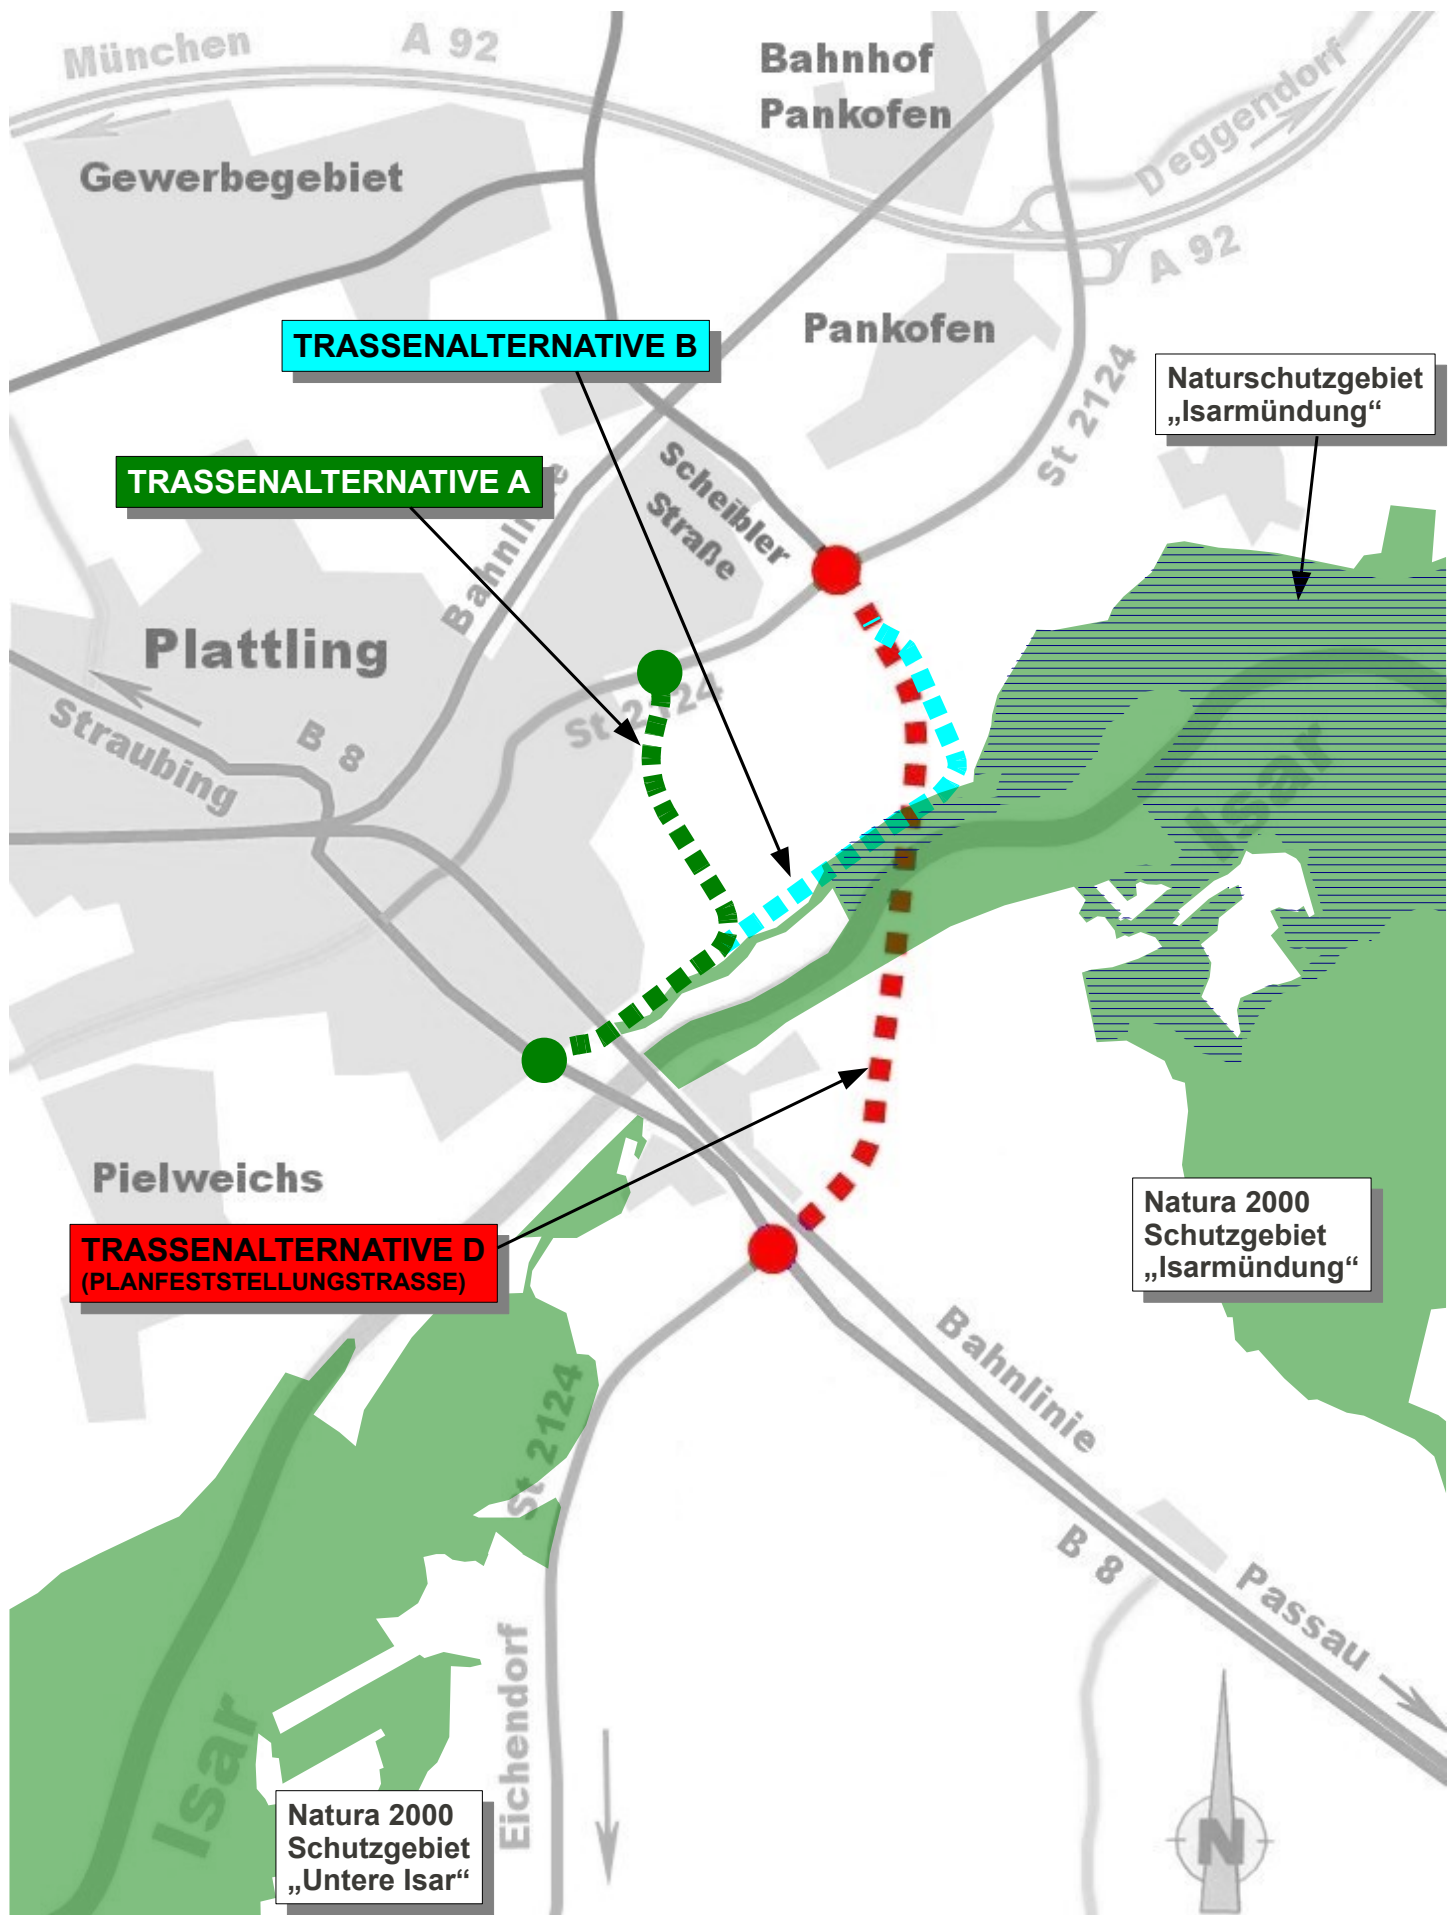 München
A 92
Bahnhof
Pankofen
Deggendorf
Gewerbegebiet
A 92
Pankofen
TRASSENALTERNATIVE B
St 2124
Naturschutzgebiet
„Isarmündung“
TRASSENALTERNATIVE A
Bahnlinie
Scheibler
Straße
Plattling
St 2124
Straubing
B 8
Isar
Pielweichs
Natura 2000
Schutzgebiet
„Isarmündung“
TRASSENALTERNATIVE D
(PLANFESTSTELLUNGSTRASSE)
Bahnlinie
St 2124
B 8
Passau
Eichendorf
Isar
Natura 2000
Schutzgebiet
„Untere Isar“
N